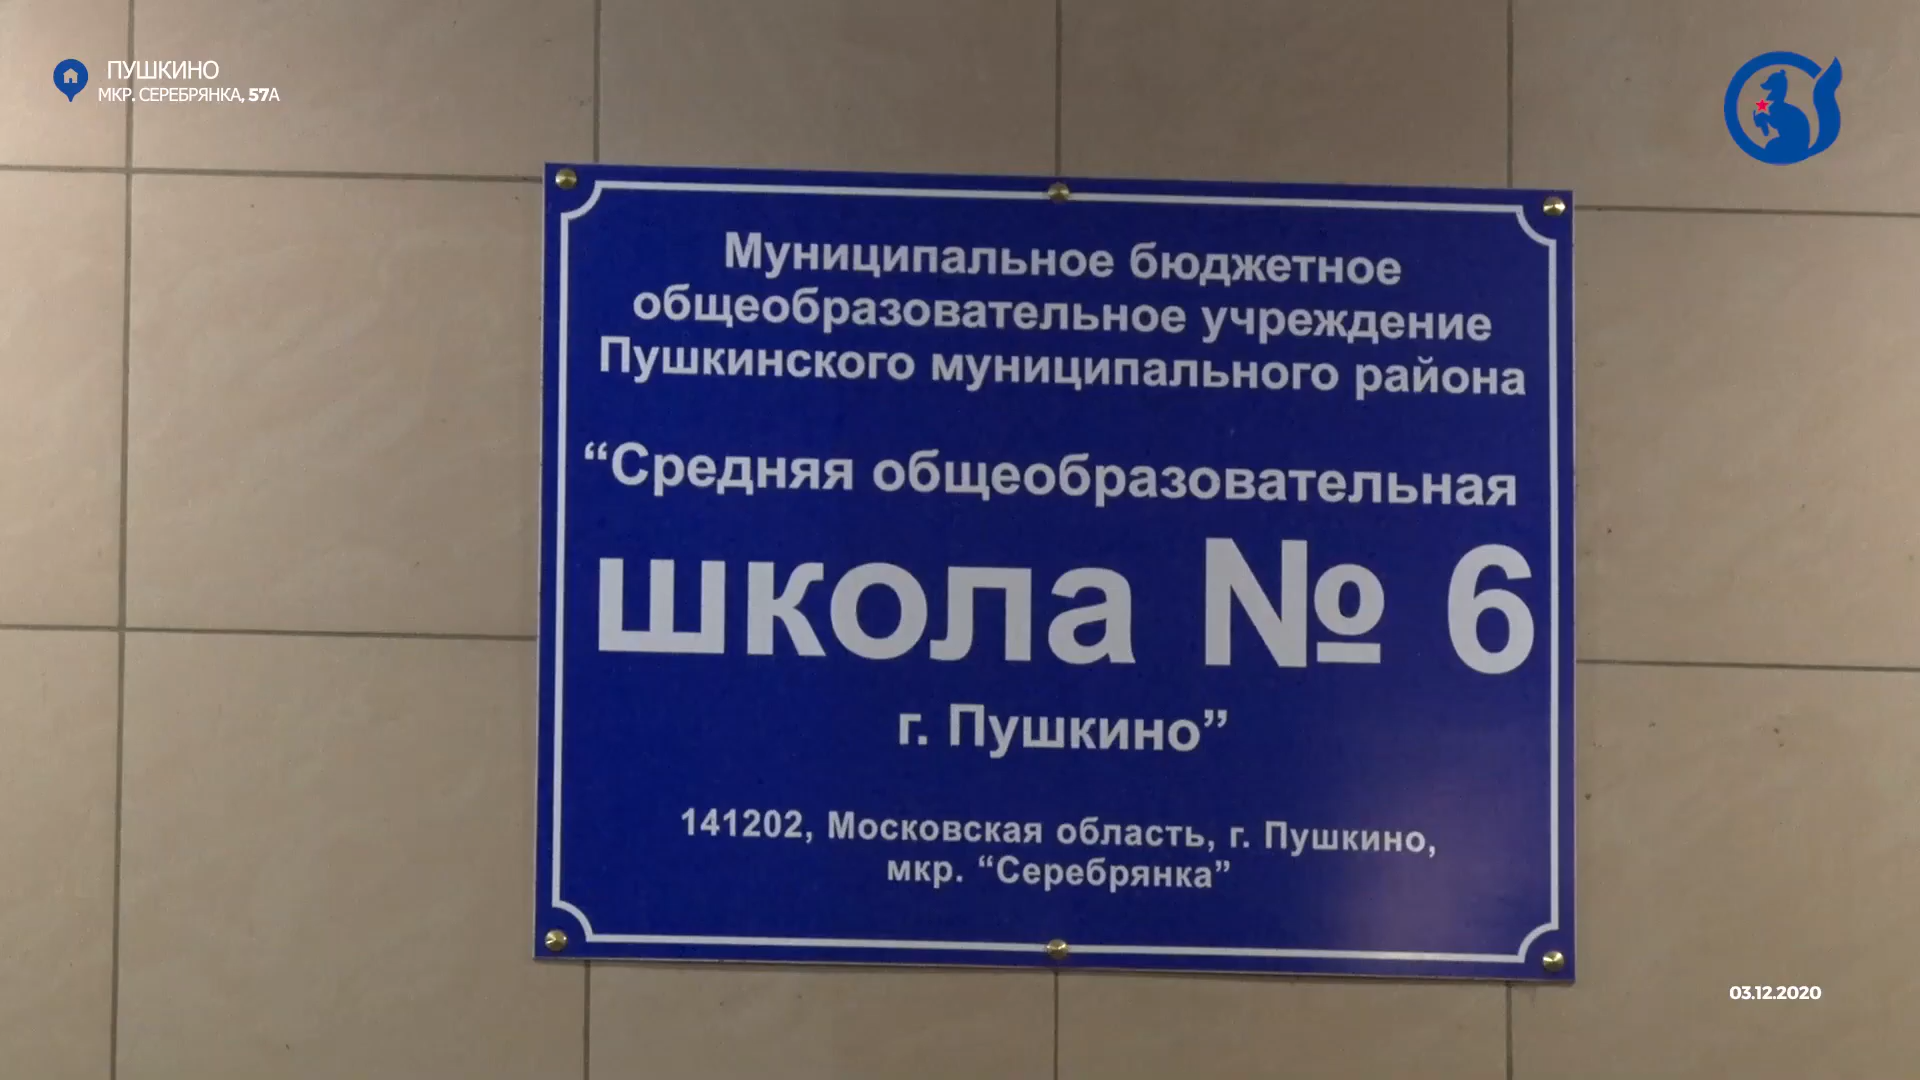 ПУШКИНО
МКР. СЕРЕБРЯНКА, 57А
Муниципальное бюджетное
общеобразовательное учреждение
Пушкинского муниципального района
“Средняя общеобразовательная
школа № 6
г. Пушкино”
141202, Московская область, г. Пушкино,
мкр. “Серебрянка”
03.12.2020